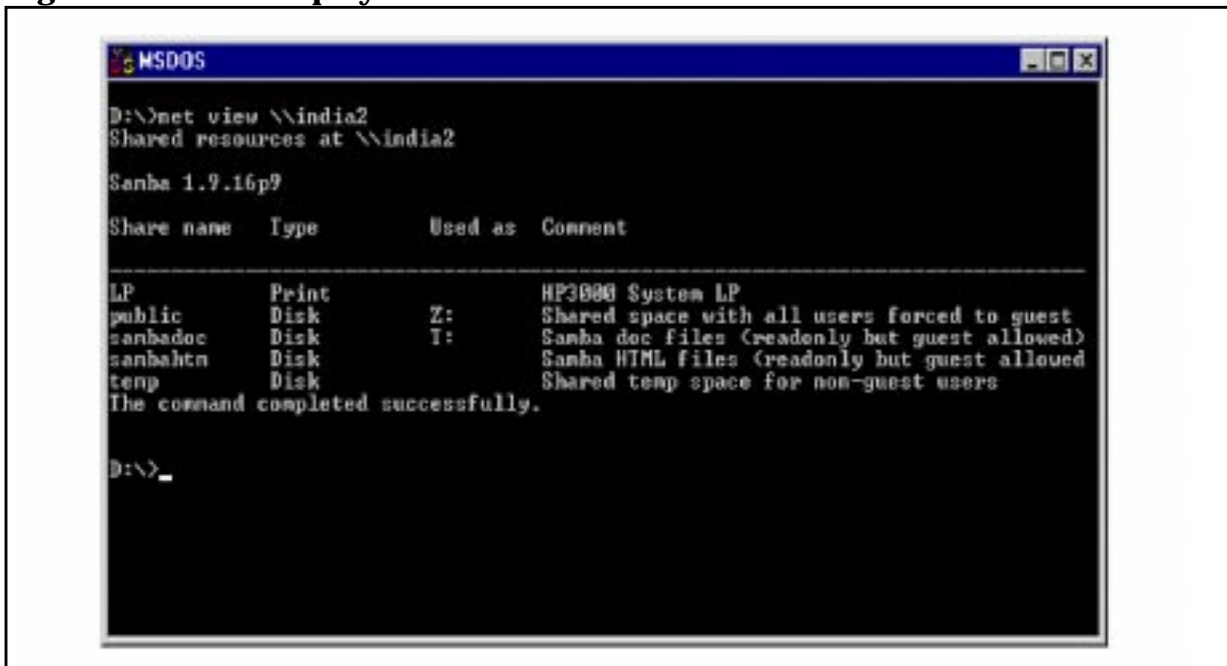 MSDOS
D:\>net view \\india2
Shared resources at \\india2
Samba 1.9.16p9
Share name Type Used as Comment
LP Print HP3000 System LP
public Disk Z: Shared space with all users forced to guest
sambadoc Disk T: Samba doc files (readonly but guest allowed)
sambahtm Disk Samba HTML files (readonly but guest allowed
temp Disk Shared temp space for non-guest users
The command completed successfully.
D:\>_